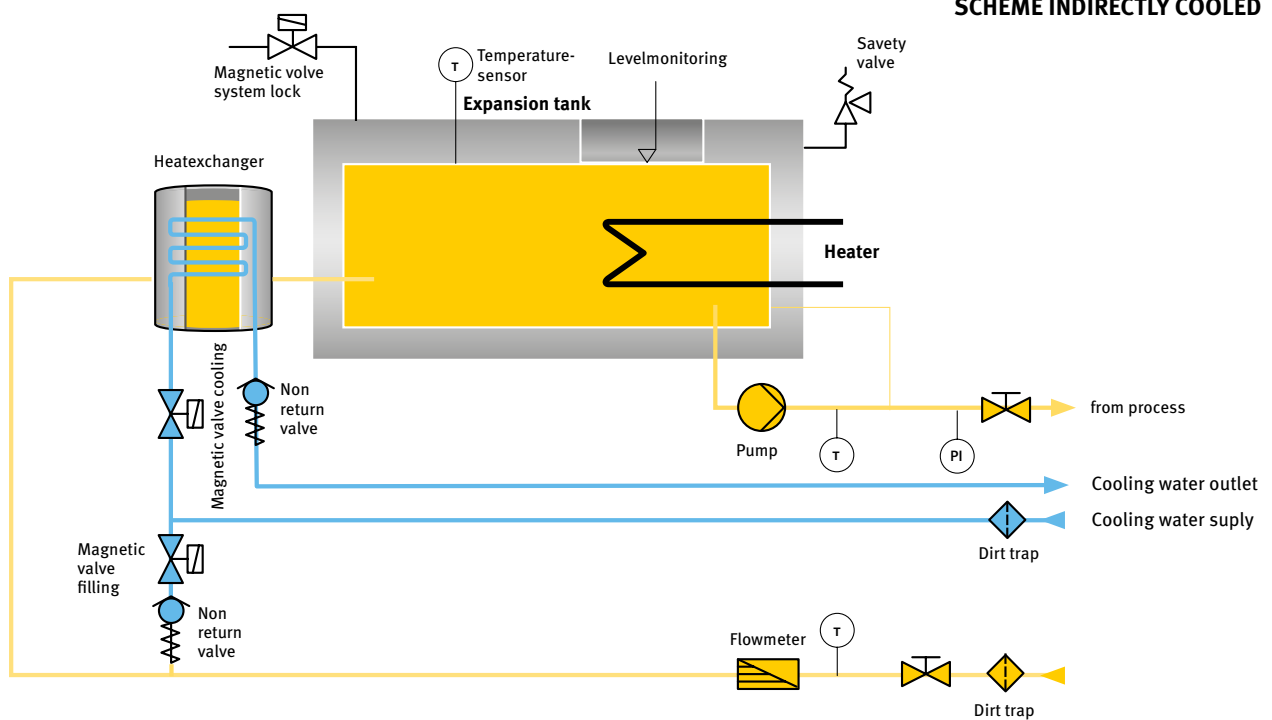 SCHEME INDIRECTLY COOLED
Magnetic volve
system lock
T
Temperature-
sensor
Levelmonitoring
Savety
valve
Expansion tank
Heatexchanger
Heater
Magnetic valve cooling
Non
return
valve
Pump
T
PI
from process
Cooling water outlet
Cooling water suply
Dirt trap
Magnetic
valve
filling
Non
return
valve
Flowmeter
T
Dirt trap